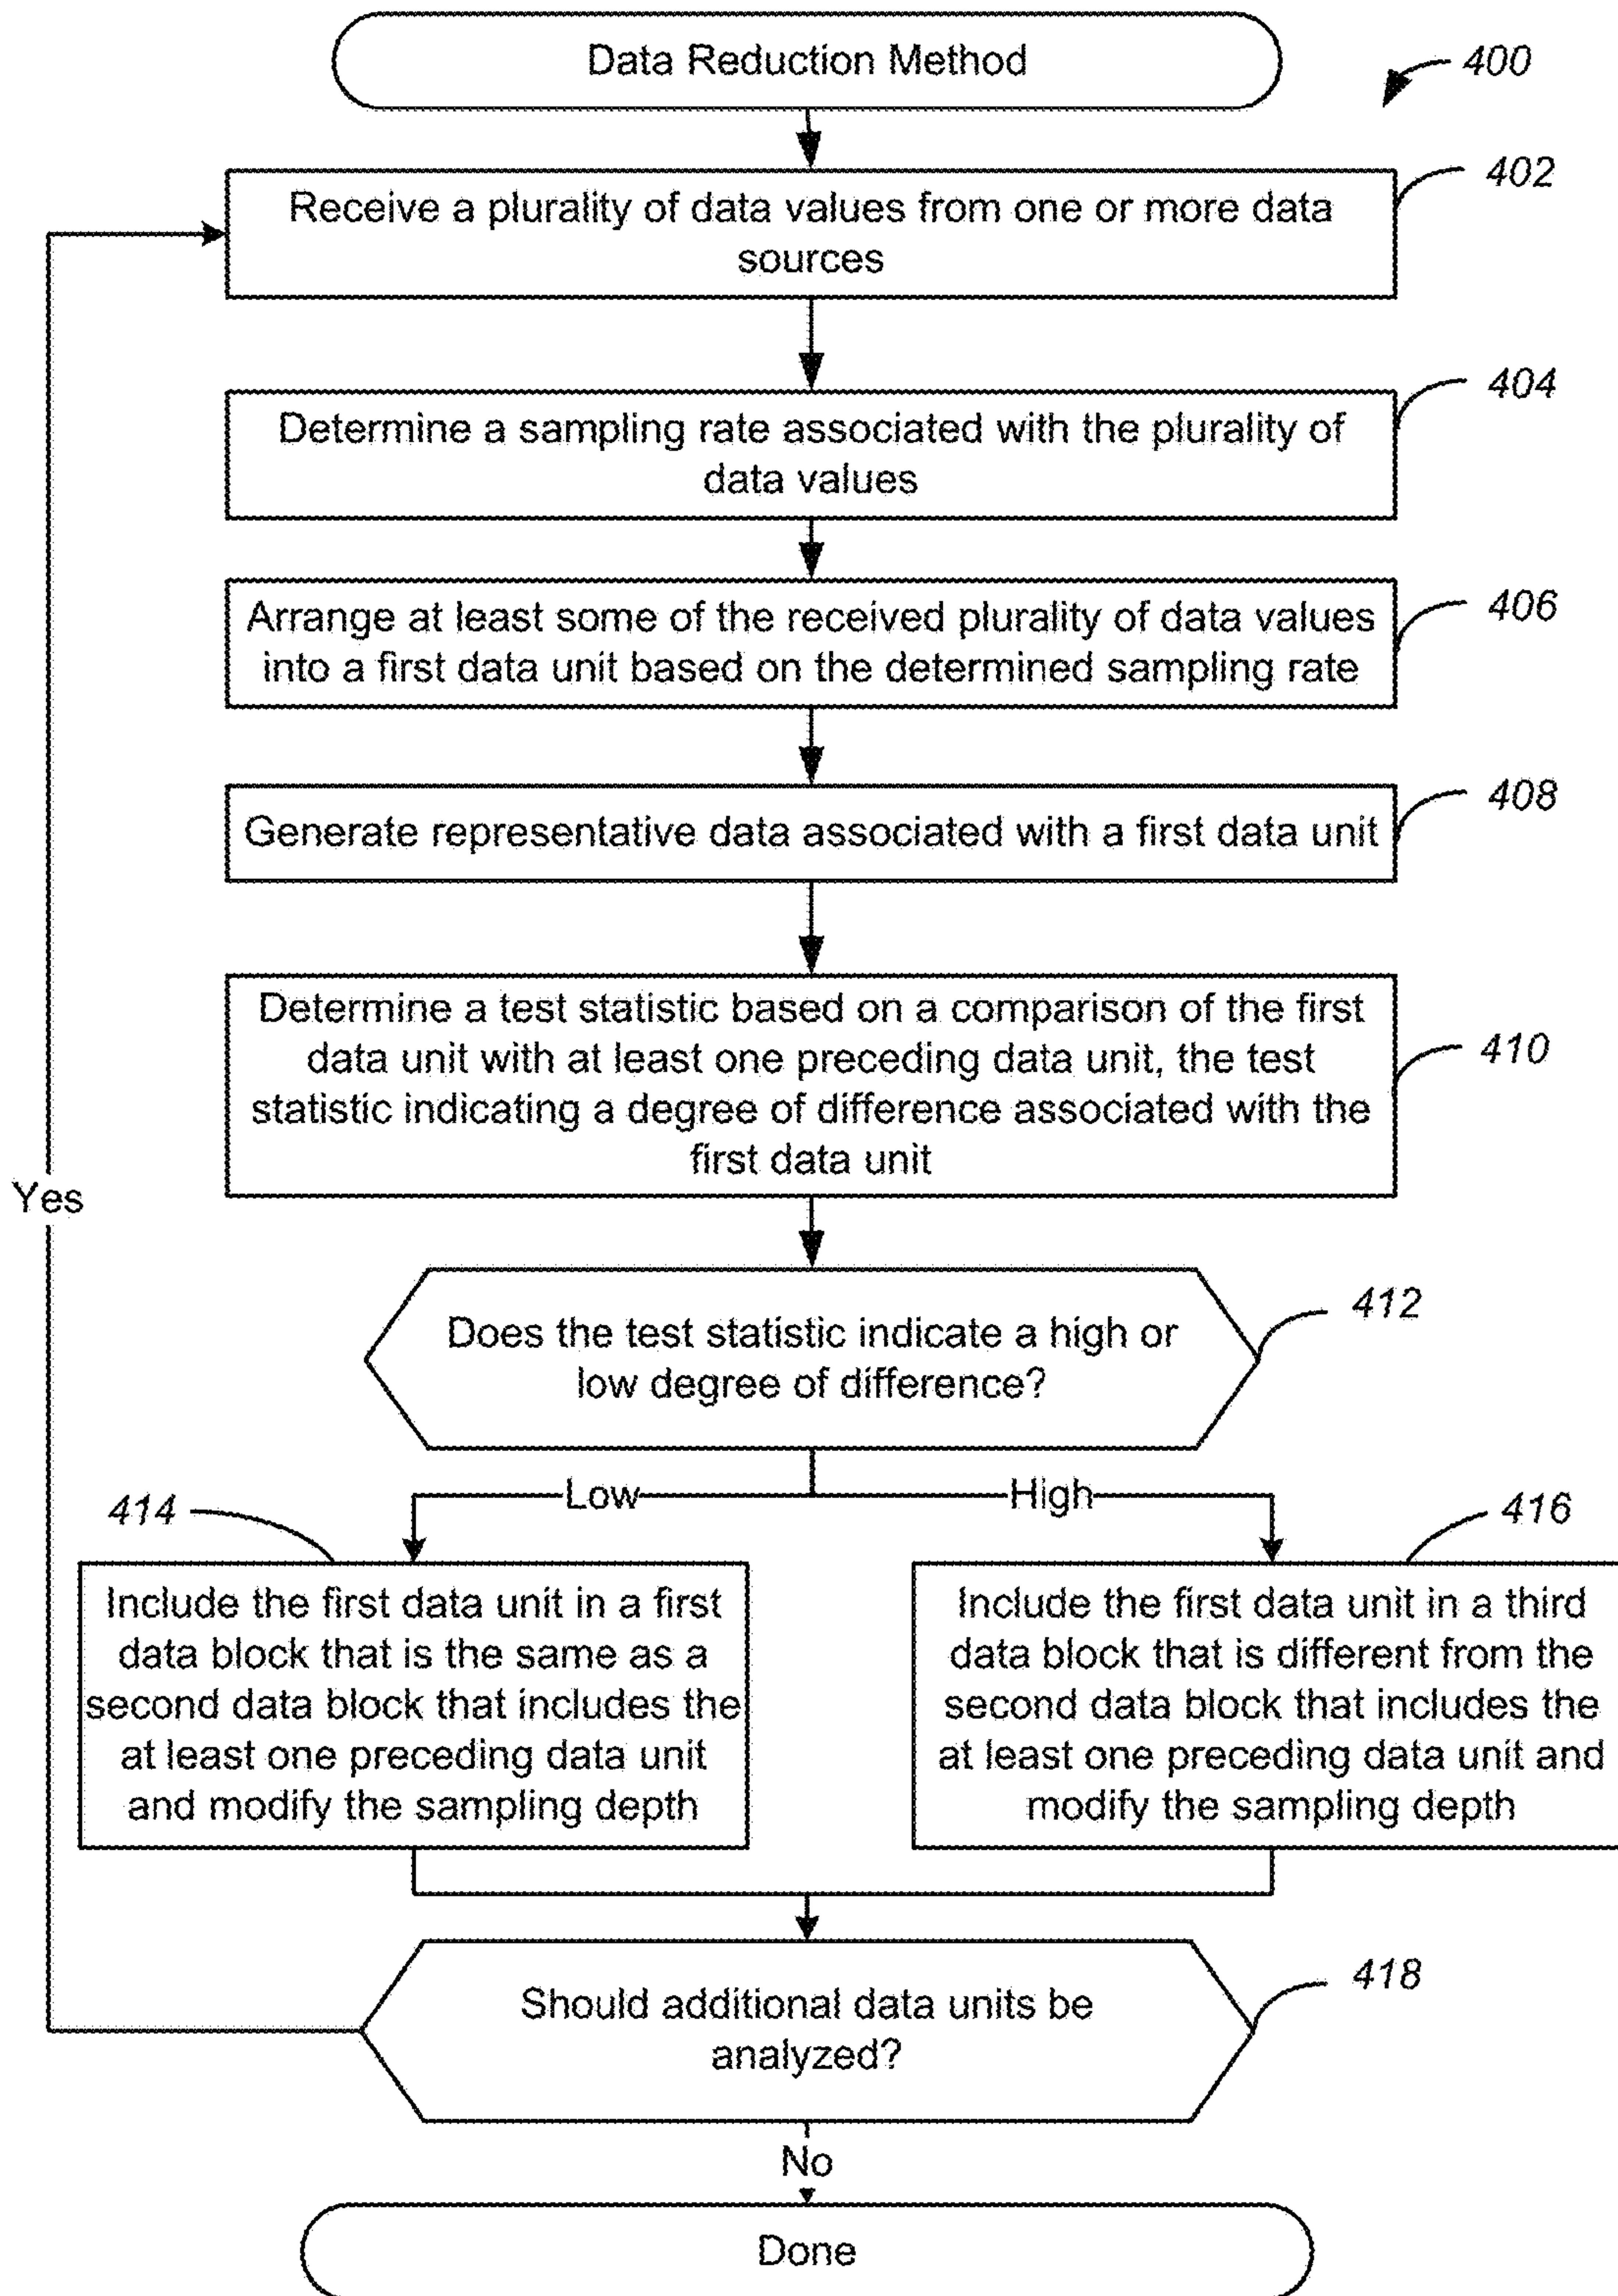 Data Reduction Method
400
402
Receive a plurality of data values from one or more data
sources
404
Determine a sampling rate associated with the plurality of
data values
406
Arrange at least some of the received plurality of data values
into a first data unit based on the determined sampling rate
408
Generate representative data associated with a first data unit
Determine a test statistic based on a comparison of the first
data unit with at least one preceding data unit, the test
statistic indicating a degree of difference associated with the
first data unit
410
Yes
412
Does the test statistic indicate a high or
low degree of difference?
Low
High
414
416
Include the first data unit in a first
data block that is the same as a
second data block that includes the
at least one preceding data unit
and modify the sampling depth
Include the first data unit in a third
data block that is different from the
second data block that includes the
at least one preceding data unit and
modify the sampling depth
418
Should additional data units be
analyzed?
No
Done